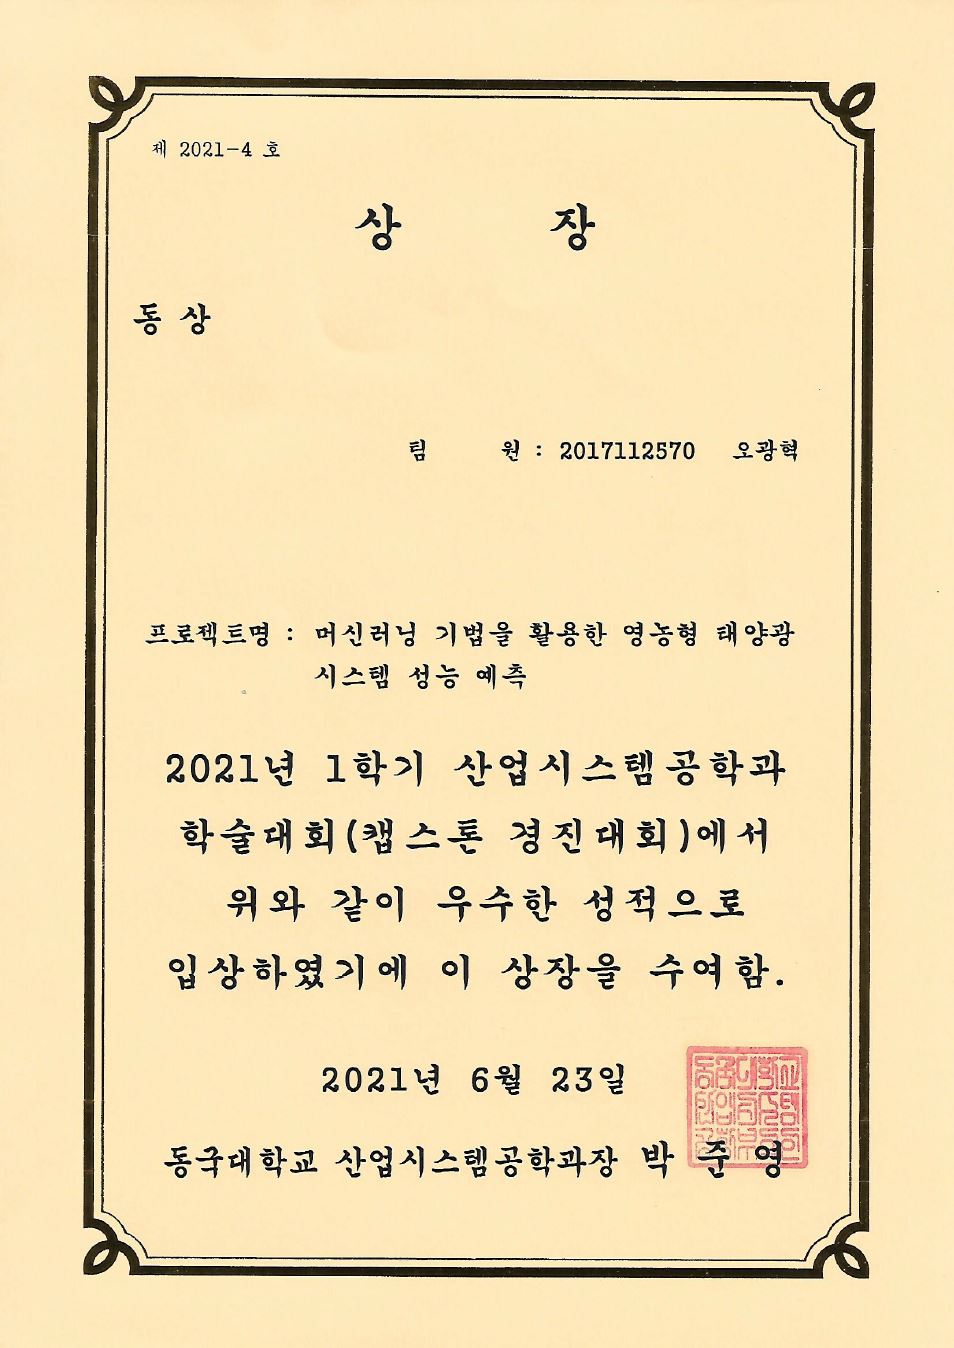 제 2021-4 호
상 장
동 상
팀 원 : 2017112570 오광혁
프로젝트명 : 머신러닝 기법을 활용한 영농형 태양광
시스템 성능 예측
2021년 1학기 산업시스템공학과
학술대회(캡스톤 경진대회)에서
위와 같이 우수한 성적으로
입상하였기에 이 상장을 수여함.
2021년 6월 23일
동국대학교 산업시스템공학과장 박 준 영